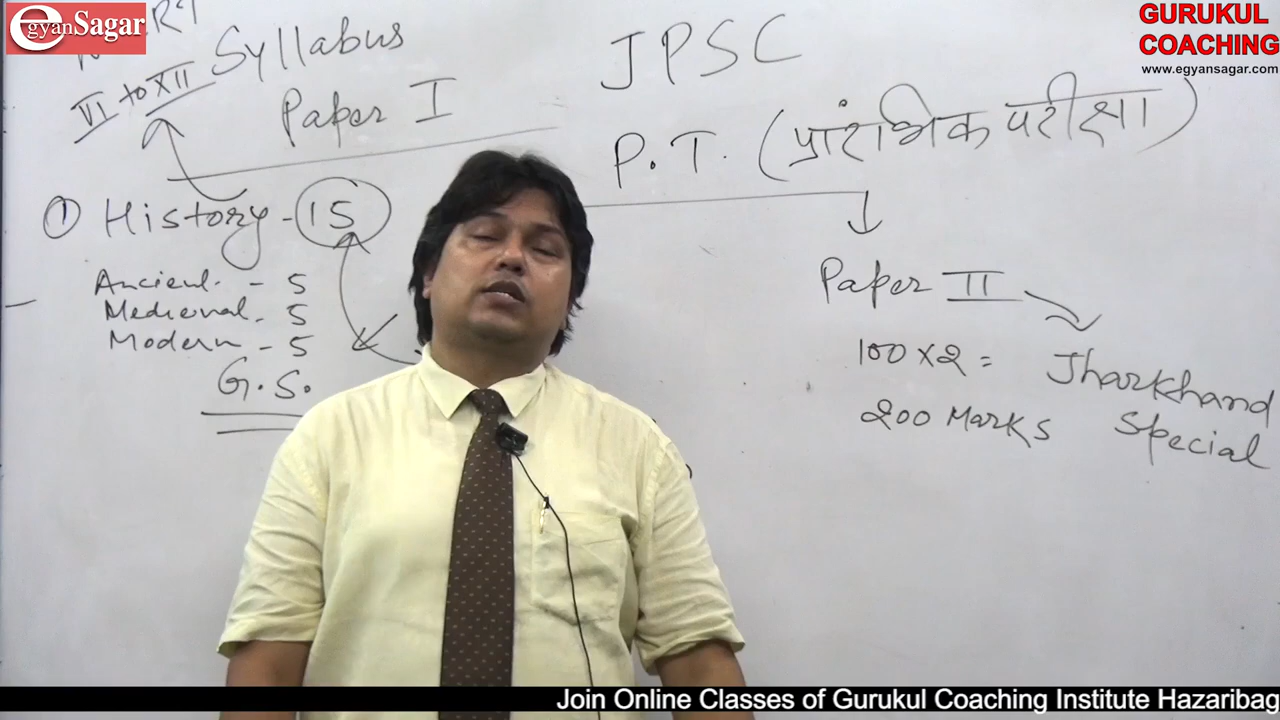 egyanSagar
GURUKUL
COACHING
www.egyansagar.com
VI to XII
Syllabus
Paper I
① History - 15
Ancient - 5
Medieval - 5
Modern - 5
G.S.
JPSC
P.T. (प्रारंभिक परीक्षा)
Paper II
100 x 2 =
200 Marks
Jharkhand
Special
Join Online Classes of Gurukul Coaching Institute Hazaribag